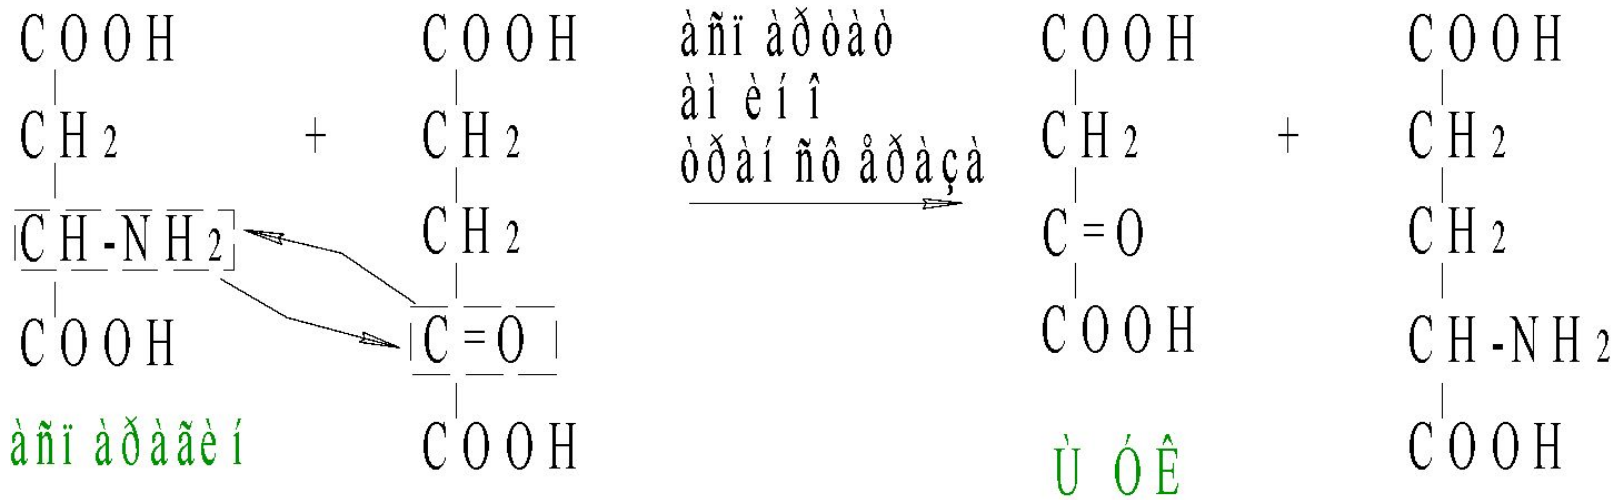 COOH COOH àñï àðòàò COOH COOH
àì èí î
CH2 + CH2 CH2 + CH2
òðàí ñô åðàçà
CH-NH2 CH2 C=O CH2
COOH C=O COOH CH-NH2
àñï àðàãèí COOH Ù ÓÊ COOH